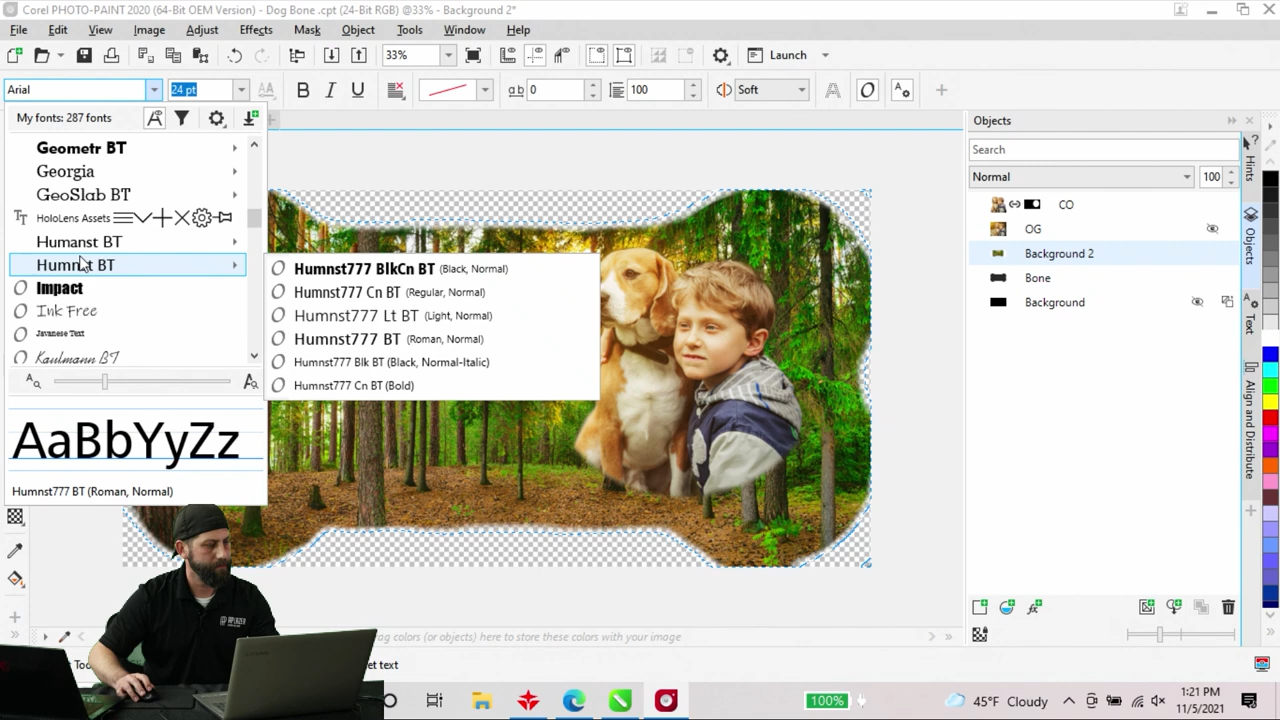 Corel PHOTO-PAINT 2020 (64-Bit OEM Version) - Dog Bone .cpt (24-Bit RGB) @33% - Background 2*
File Edit View Image Adjust Effects Mask Object Tools Window Help
33% Launch
Arial 24 pt B I U ab 0 100 Soft
My fonts: 287 fonts
Objects
Geometr BT
Search
Georgia
Normal 100
GeoSlab BT
CO
HoloLens Assets
OG
Humanst BT
Background 2
Humnst BT
Humnst777 BlkCn BT (Black, Normal)
Bone
Impact
Humnst777 Cn BT (Regular, Normal)
Background
Ink Free
Humnst777 Lt BT (Light, Normal)
Javanese Text
Humnst777 BT (Roman, Normal)
Kaufmann BT
Humnst777 Blk BT (Black, Normal-Italic)
Humnst777 Cn BT (Bold)
AaBbYyZz
Humnst777 BT (Roman, Normal)
Hints
Objects
Text
Align and Distribute
drag colors (or objects) here to store these colors with your image
100%
45°F Cloudy
1:21 PM
11/5/2021